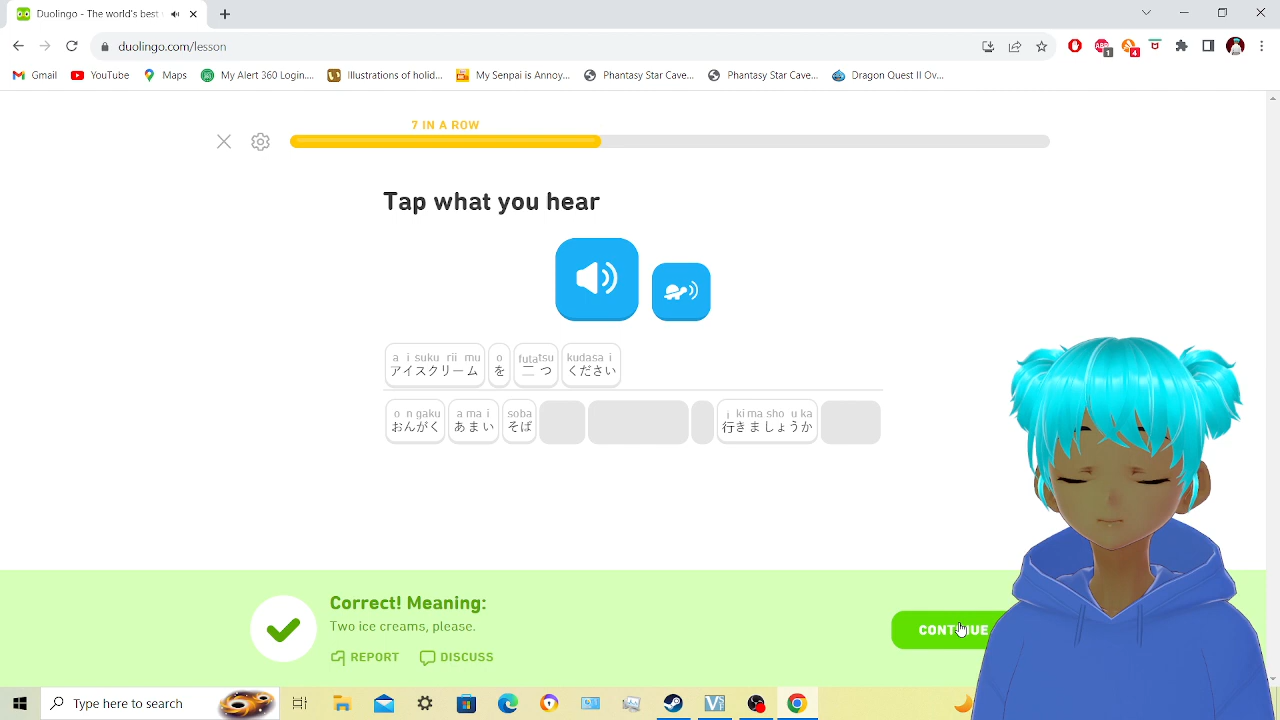 Duolingo - The world's best
duolingo.com/lesson
1
4
Gmail
YouTube
Maps
My Alert 360 Login....
Illustrations of holid...
My Senpai is Annoy...
Phantasy Star Cave...
Phantasy Star Cave...
Dragon Quest II Ov...
7 IN A ROW
Tap what you hear
a i suku rii mu o futatsu kudasa i
アイスクリーム を 二つ ください
o n gaku a ma i soba i ki ma sho u ka
おんがく あまい そば 行きましょうか
Correct! Meaning:
Two ice creams, please.
REPORT DISCUSS
CONTINUE
Type here to search